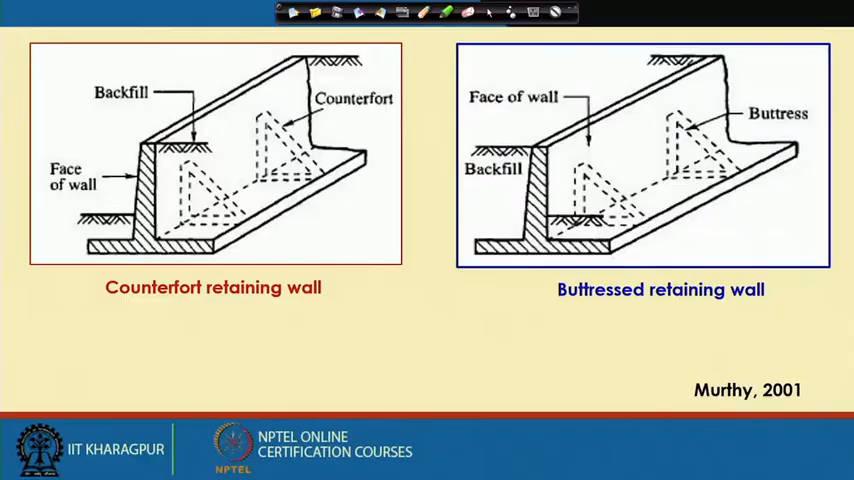 Backfill
Counterfort
Face
of wall
Counterfort retaining wall
Face of wall
Buttress
Backfill
Buttressed retaining wall
Murthy, 2001
IIT KHARAGPUR
NPTEL
NPTEL ONLINE
CERTIFICATION COURSES